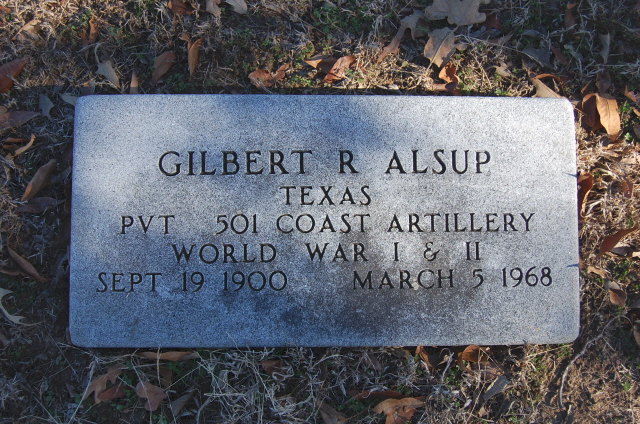 GILBERT R ALSUP
TEXAS
PVT 501 COAST ARTILLERY
WORLD WAR I & II
SEPT 19 1900 MARCH 5 1968